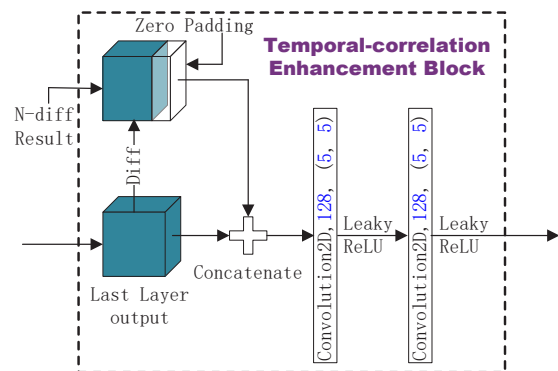 Zero Padding
Temporal-correlation
Enhancement Block
N-diff
Result
Diff
Last Layer
output
Concatenate
Convolution2D, 128, (5, 5)
Leaky
ReLU
Convolution2D, 128, (5, 5)
Leaky
ReLU